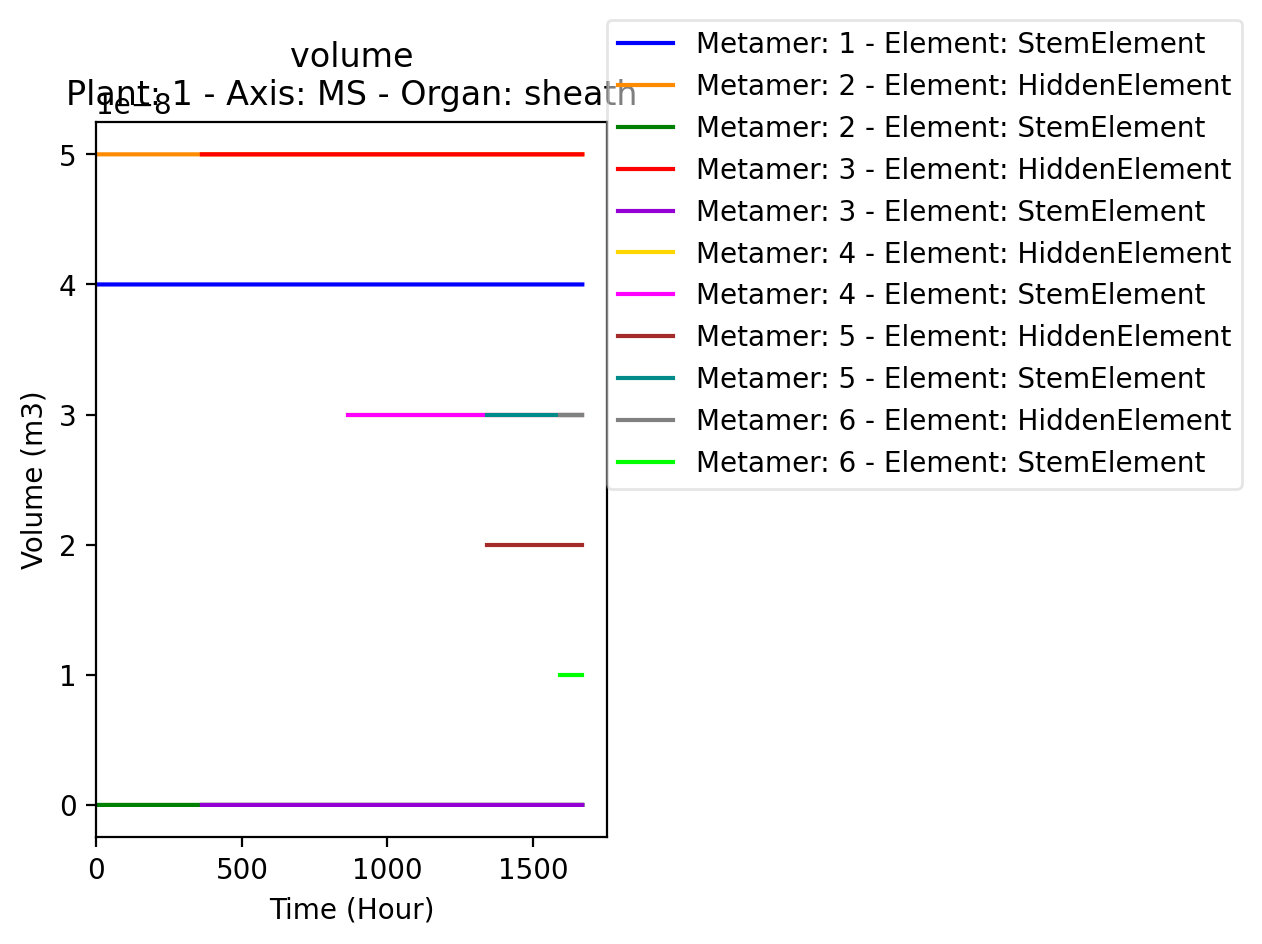 volume
Plant: 1 - Axis: MS - Organ: sheath
1e−8
5
4
3
2
1
0
Volume (m3)
0 500 1000 1500
Time (Hour)
Metamer: 1 - Element: StemElement
Metamer: 2 - Element: HiddenElement
Metamer: 2 - Element: StemElement
Metamer: 3 - Element: HiddenElement
Metamer: 3 - Element: StemElement
Metamer: 4 - Element: HiddenElement
Metamer: 4 - Element: StemElement
Metamer: 5 - Element: HiddenElement
Metamer: 5 - Element: StemElement
Metamer: 6 - Element: HiddenElement
Metamer: 6 - Element: StemElement